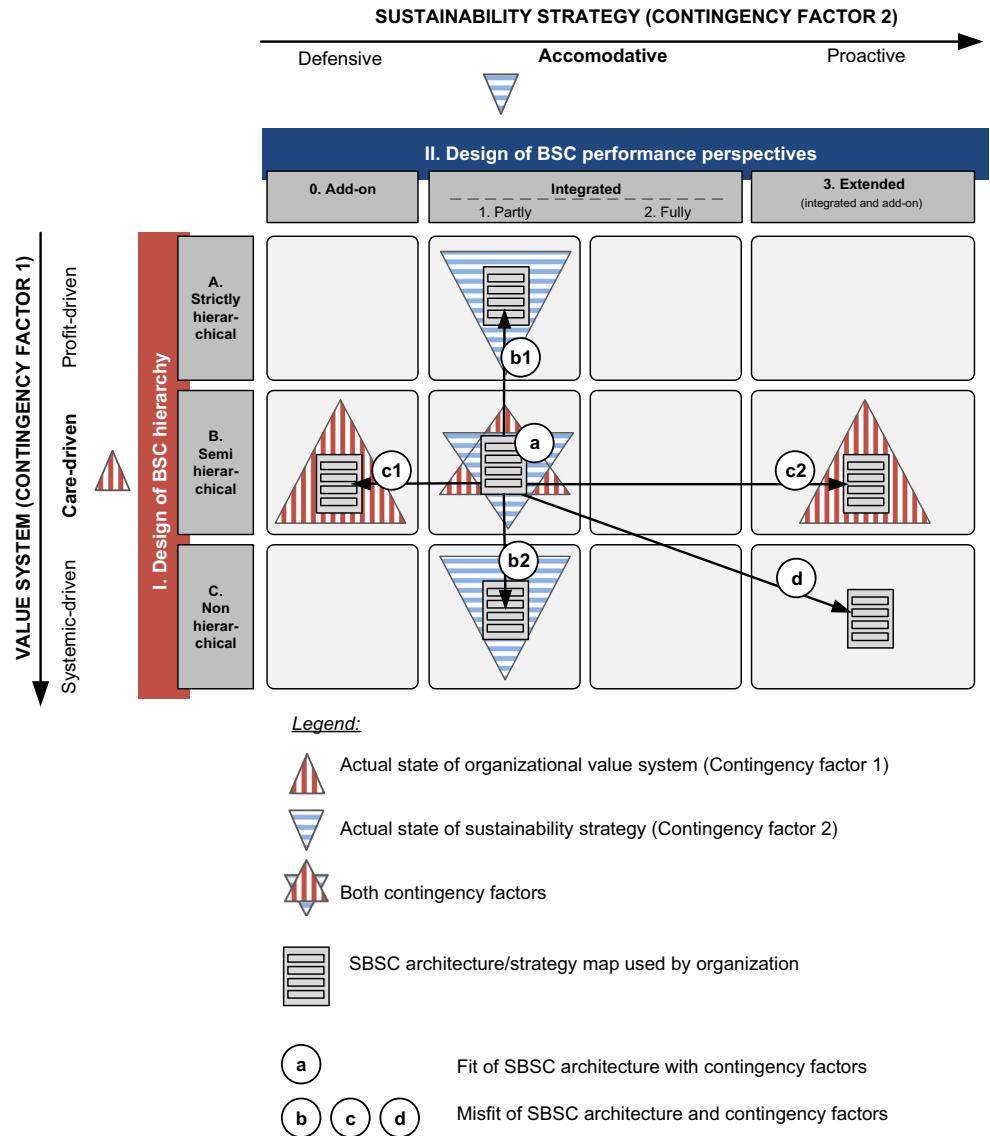 SUSTAINABILITY STRATEGY (CONTINGENCY FACTOR 2)
Defensive
Accomodative
Proactive
II. Design of BSC performance perspectives
0. Add-on
Integrated
1. Partly
2. Fully
3. Extended
(integrated and add-on)
VALUE SYSTEM (CONTINGENCY FACTOR 1)
Profit-driven
Care-driven
Systemic-driven
I. Design of BSC hierarchy
A.
Strictly
hierar-
chical
b1
B.
Semi
hierar-
chical
c1
a
c2
C.
Non
hierar-
chical
b2
d
Legend:
Actual state of organizational value system (Contingency factor 1)
Actual state of sustainability strategy (Contingency factor 2)
Both contingency factors
SBSC architecture/strategy map used by organization
a
Fit of SBSC architecture with contingency factors
b c d
Misfit of SBSC architecture and contingency factors